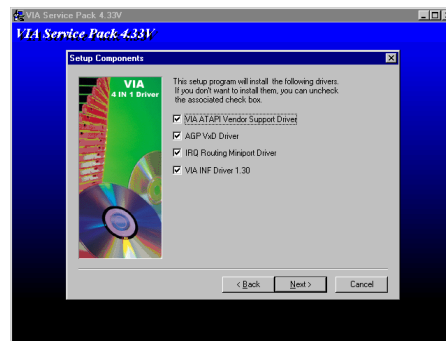 VIA Service Pack 4.33V
VIA Service Pack 4.33V
Setup Components
VIA
4 IN 1 Driver
This setup program will install the following drivers.
If you don't want to install them, you can uncheck
the associated check box.
VIA ATAPI Vendor Support Driver
AGP VxD Driver
IRQ Routing Miniport Driver
VIA INF Driver 1.30
< Back
Next >
Cancel